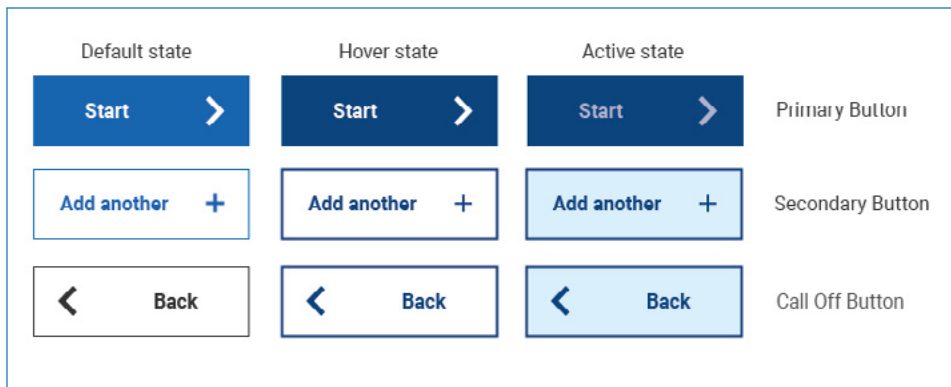 Default state Hover state Active state
Start Start Start Primary Button
Add another + Add another + Add another + Secondary Button
Back Back Back Call Off Button